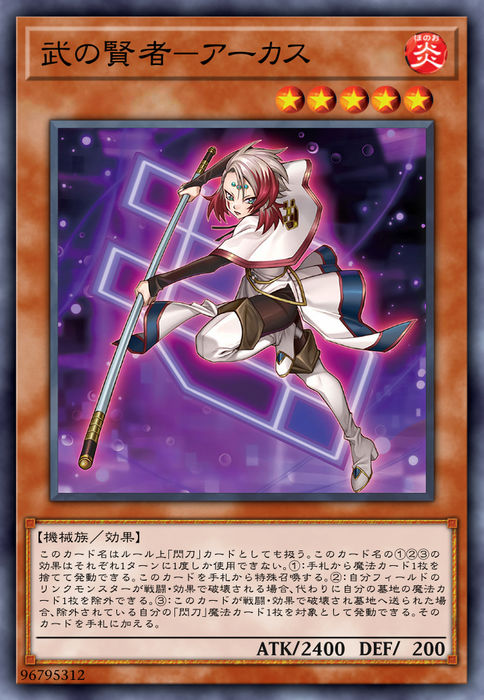 武の賢者－アーカス
ほのお
炎
【機械族／効果】
このカード名はルール上「閃刀」カードとしても扱う。このカード名の①②③の
効果はそれぞれ1ターンに1度しか使用できない。①：手札から魔法カード1枚を
捨てて発動できる。このカードを手札から特殊召喚する。②：自分フィールドの
リンクモンスターが戦闘・効果で破壊される場合、代わりに自分の墓地の魔法カ
ード1枚を除外できる。③：このカードが戦闘・効果で破壊され墓地へ送られた場
合、除外されている自分の「閃刀」魔法カード1枚を対象として発動できる。その
カードを手札に加える。
ATK/2400 DEF/ 200
96795312